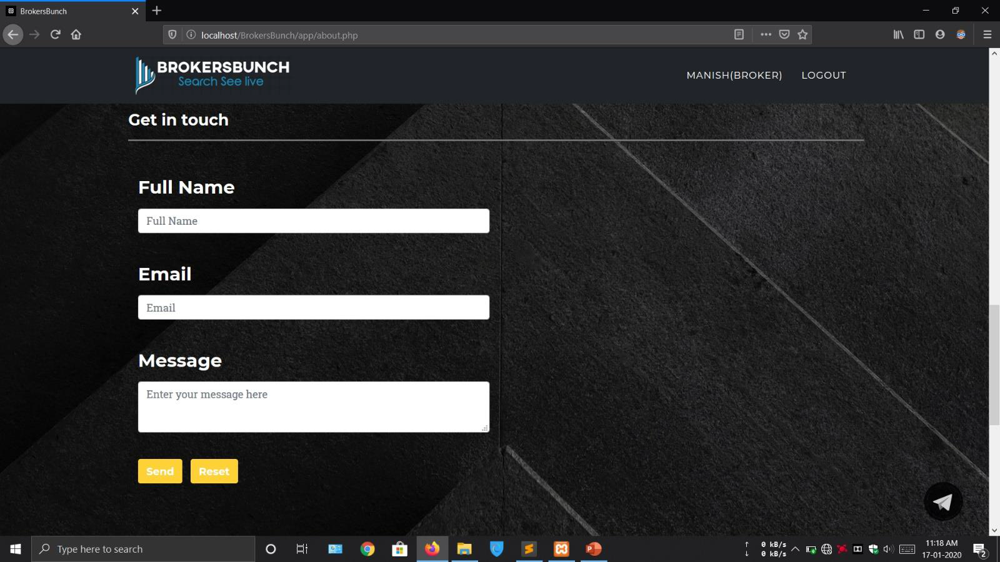 BrokersBunch
localhost/BrokersBunch/app/about.php
BROKERSBUNCH
Search See live
MANISH(BROKER)
LOGOUT
Get in touch
Full Name
Full Name
Email
Email
Message
Enter your message here
Send
Reset
Type here to search
0 kB/s
0 kB/s
11:18 AM
17-01-2020
2